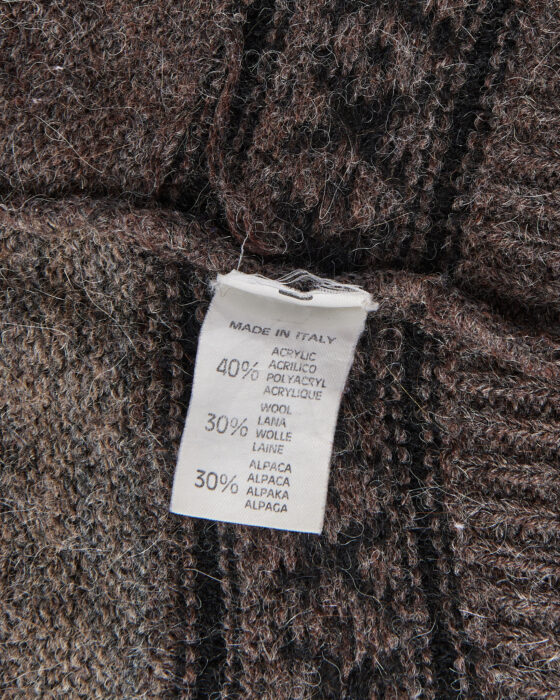 MADE IN ITALY
ACRYLIC
ACRILICO
40% POLYACRYL
ACRYLIQUE
WOOL
LANA
30% WOLLE
LAINE
ALPACA
ALPACA
30% ALPAKA
ALPAGA